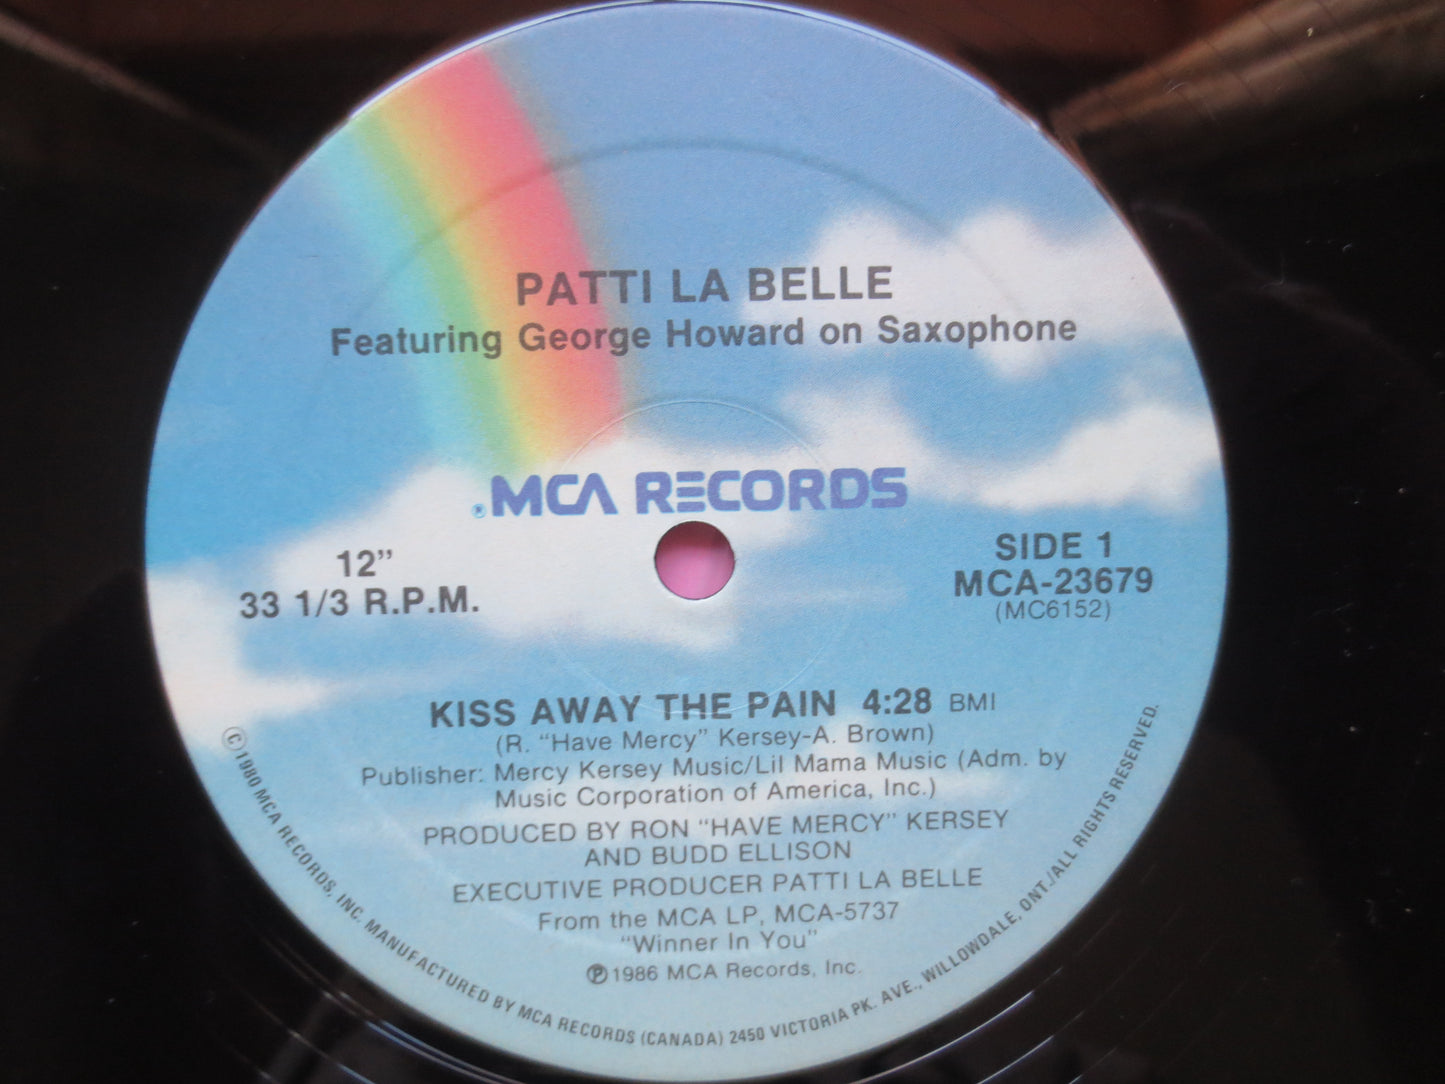 PATTI LA BELLE
Featuring George Howard on Saxophone
®MCA RECORDS
12”
33 1/3 R.P.M.
SIDE 1
MCA-23679
(MC6152)
KISS AWAY THE PAIN 4:28 BMI
(R. “Have Mercy” Kersey-A. Brown)
Publisher: Mercy Kersey Music/Lil Mama Music (Adm. by
Music Corporation of America, Inc.)
PRODUCED BY RON “HAVE MERCY” KERSEY
AND BUDD ELLISON
EXECUTIVE PRODUCER PATTI LA BELLE
From the MCA LP, MCA-5737
“Winner In You”
℗1986 MCA Records, Inc.
©1980 MCA RECORDS, INC. MANUFACTURED BY MCA RECORDS (CANADA) 2450 VICTORIA PK. AVE., WILLOWDALE, ONT./ALL RIGHTS RESERVED.